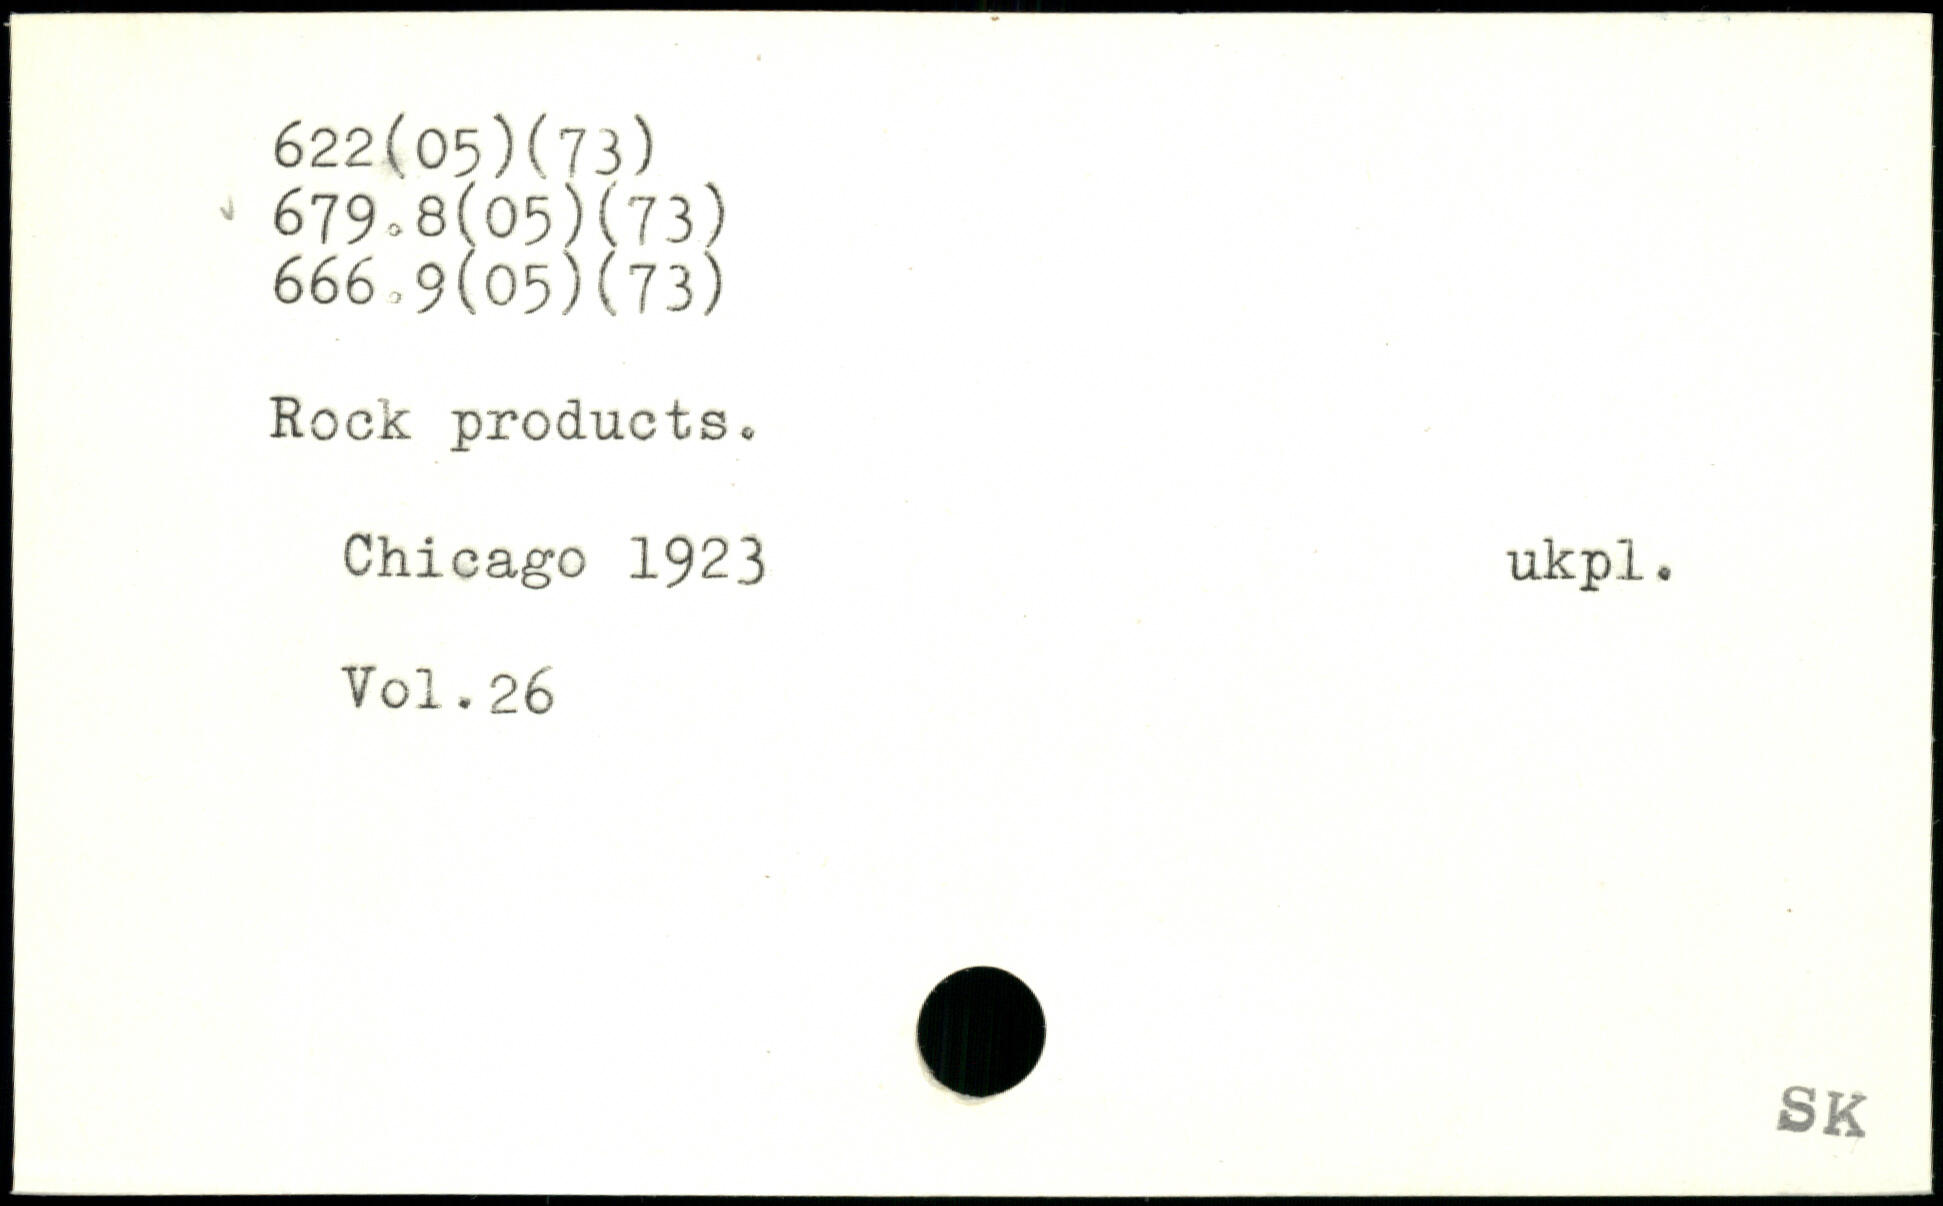 622(05)(73)
679.8(05)(73)
666.9(05)(73)
Rock products.
Chicago 1923 ukpl.
Vol.26
SK